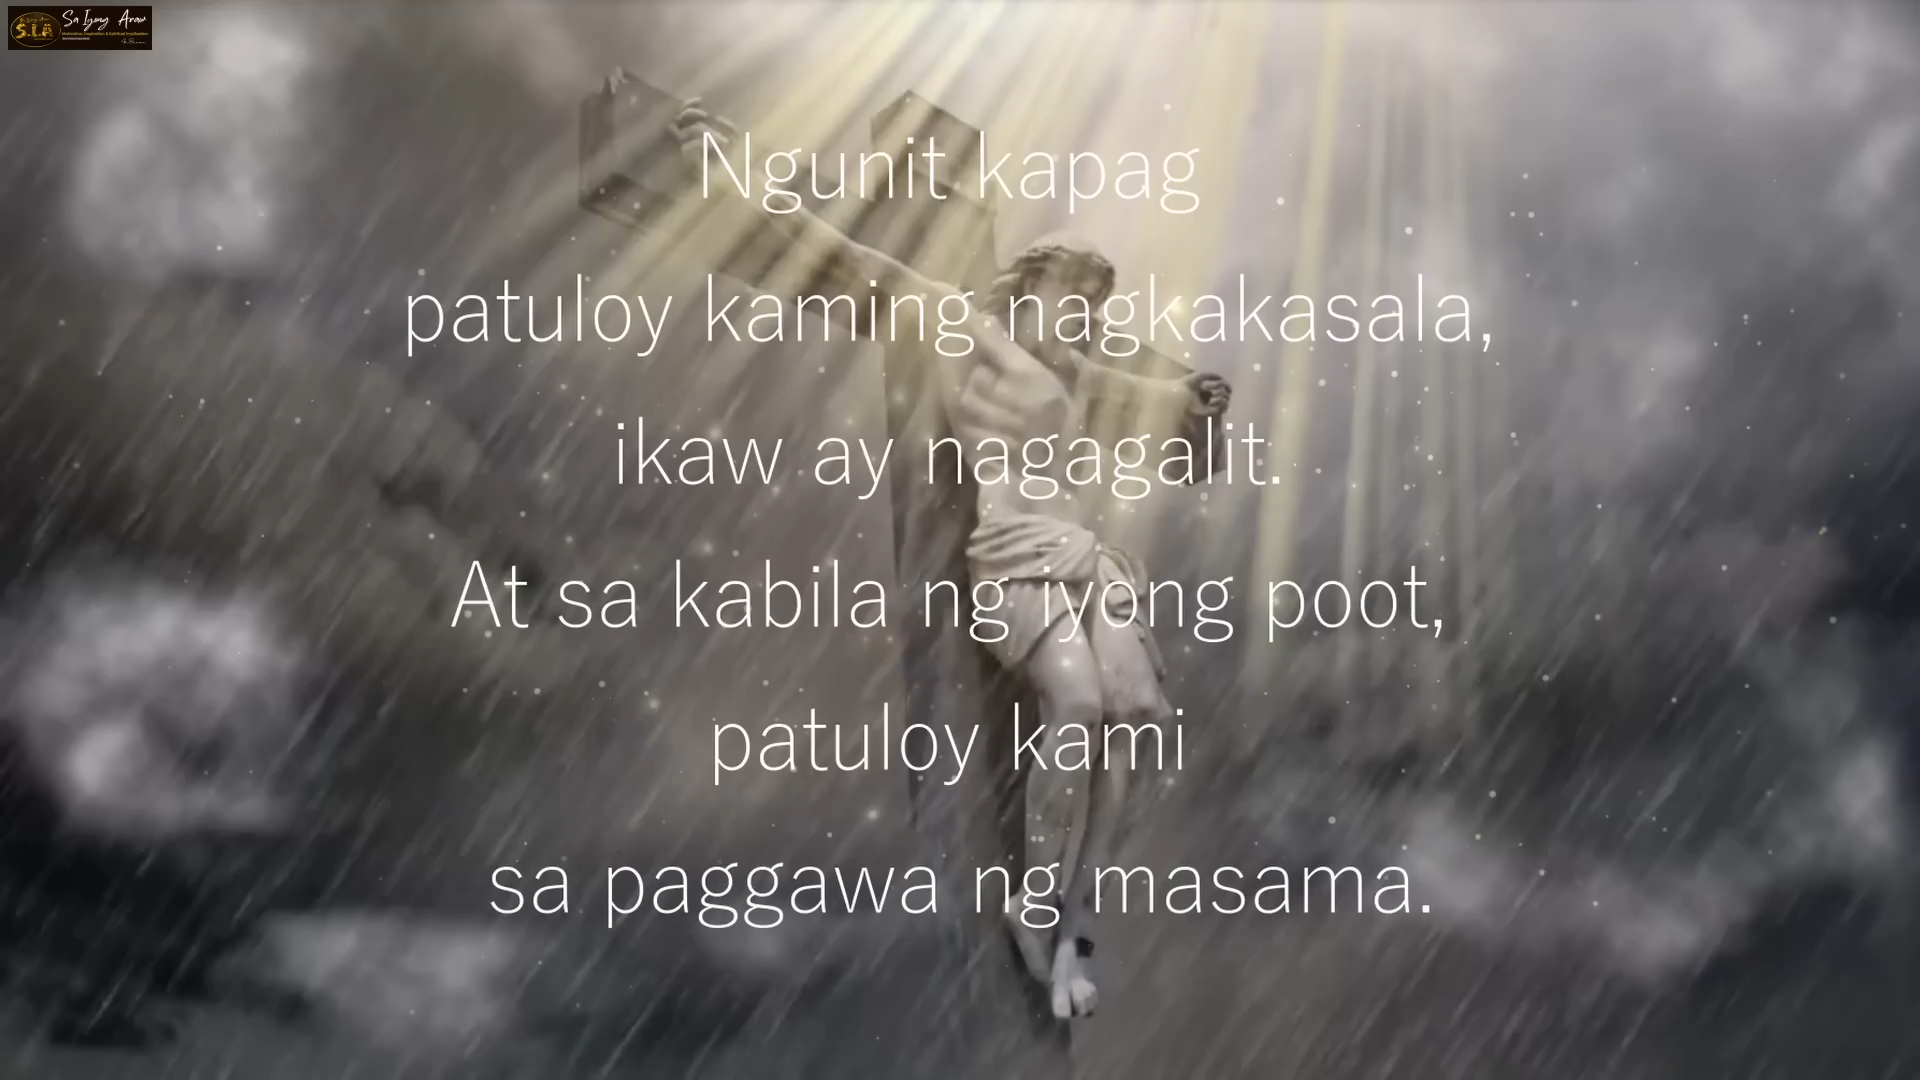 S.I.A
Sa Iyong Araw
Ngunit kapag
patuloy kaming nagkakasala,
ikaw ay nagagalit.
At sa kabila ng iyong poot,
patuloy kami
sa paggawa ng masama.